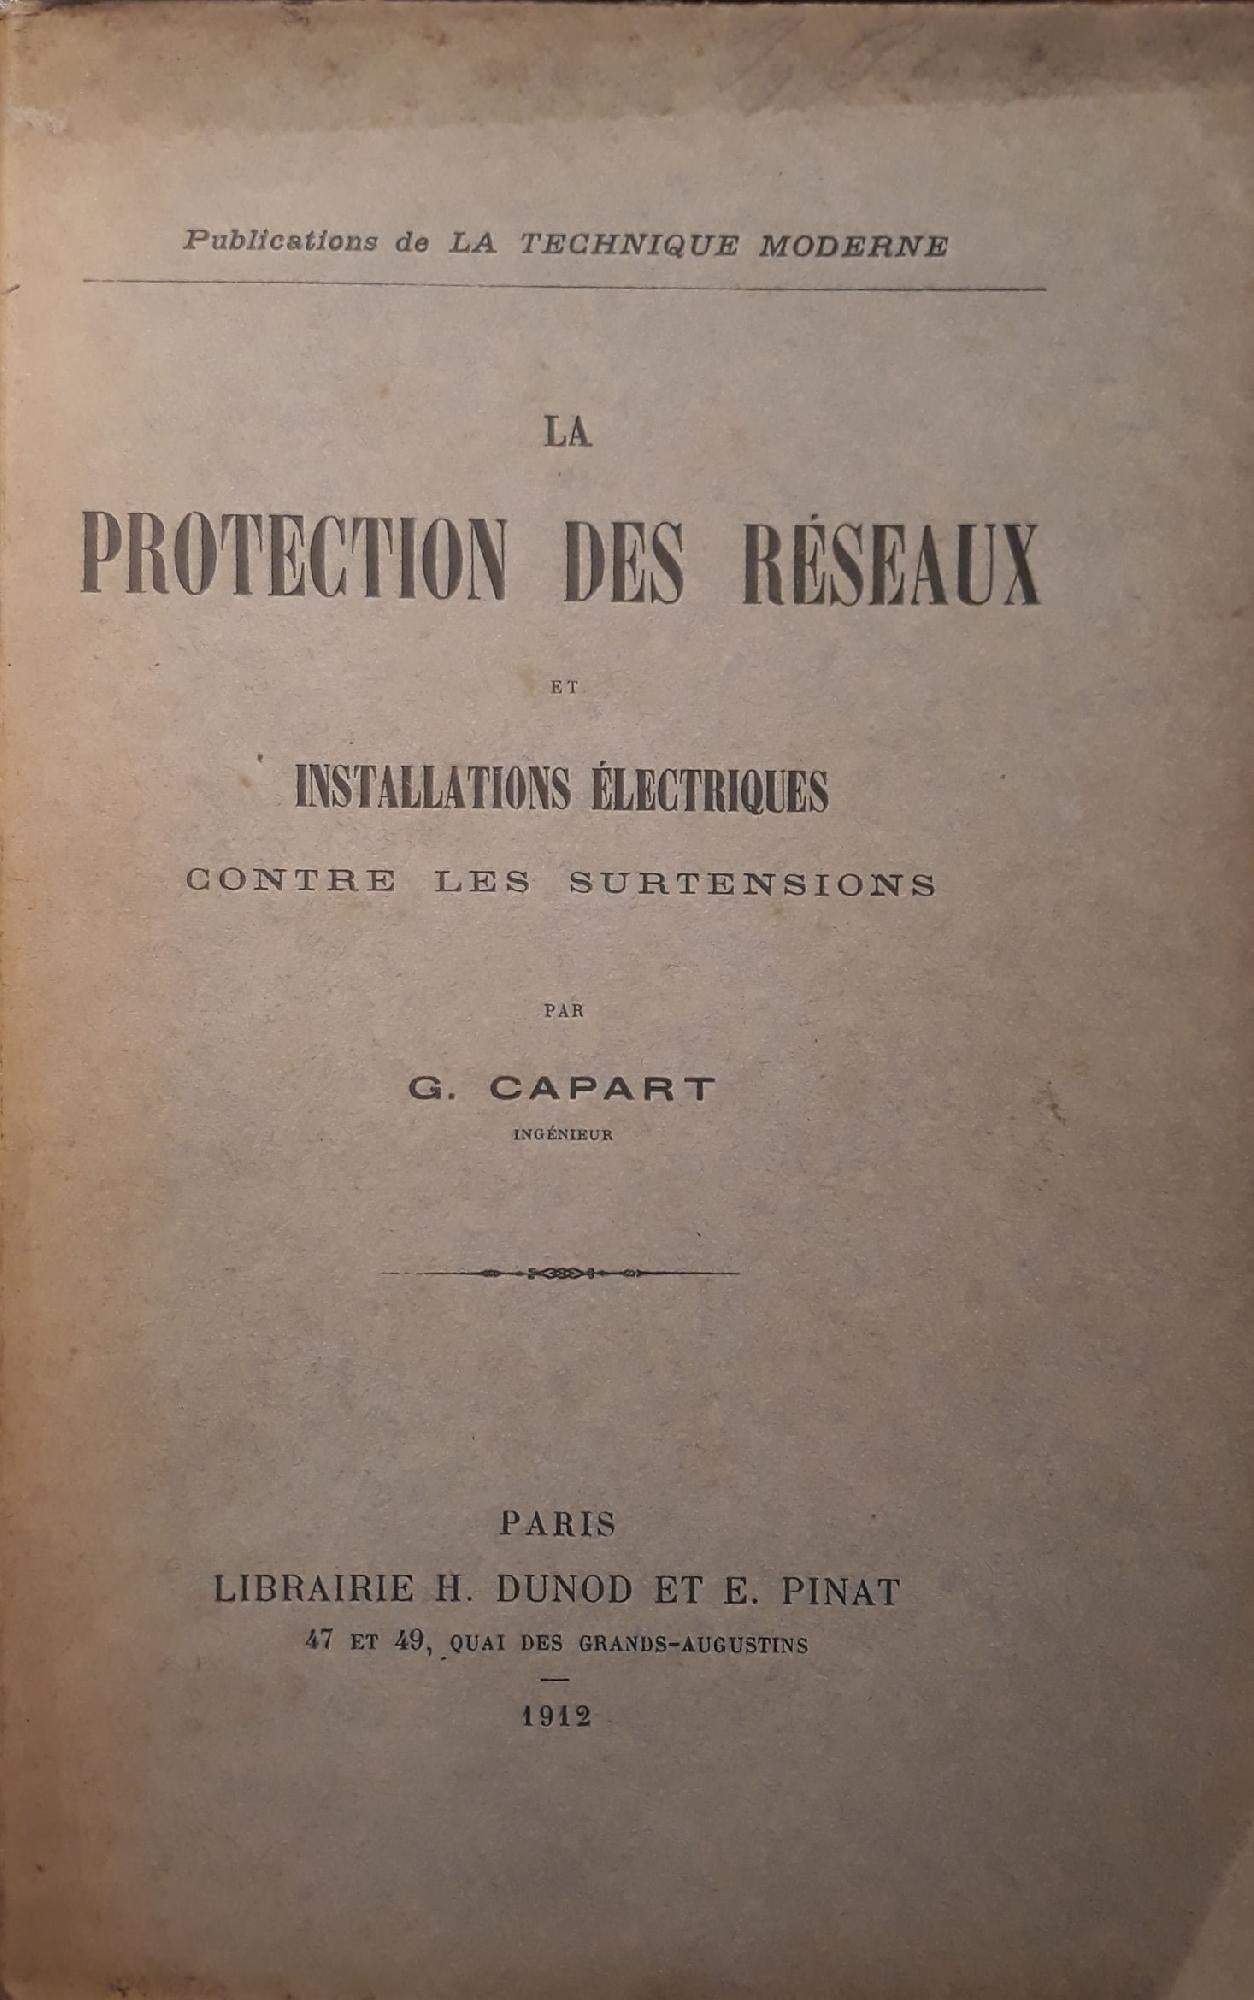 Publications de LA TECHNIQUE MODERNE
LA
PROTECTION DES RÉSEAUX
ET
INSTALLATIONS ÉLECTRIQUES
CONTRE LES SURTENSIONS
PAR
G. CAPART
INGÉNIEUR
PARIS
LIBRAIRIE H. DUNOD ET E. PINAT
47 ET 49, QUAI DES GRANDS-AUGUSTINS
1912